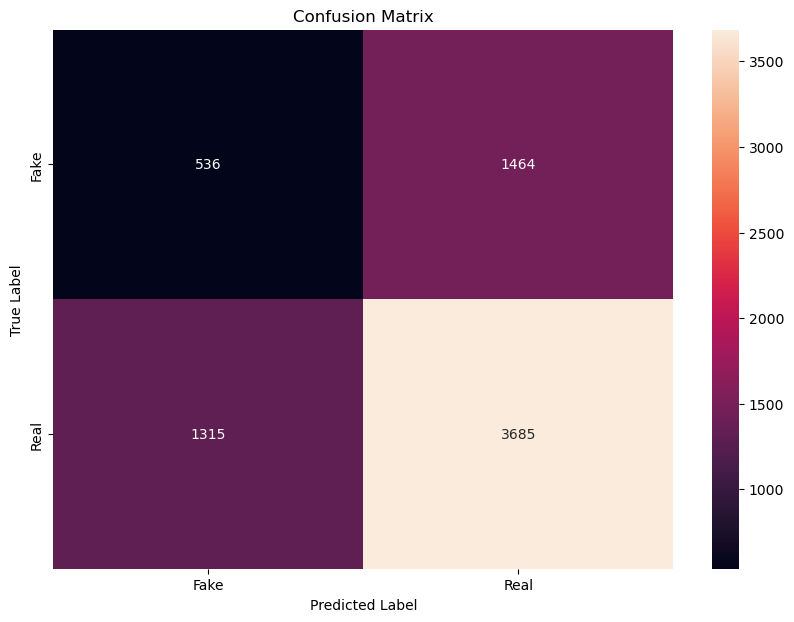 Confusion Matrix
Fake
Real
True Label
536
1464
1315
3685
Fake
Real
Predicted Label
3500
3000
2500
2000
1500
1000